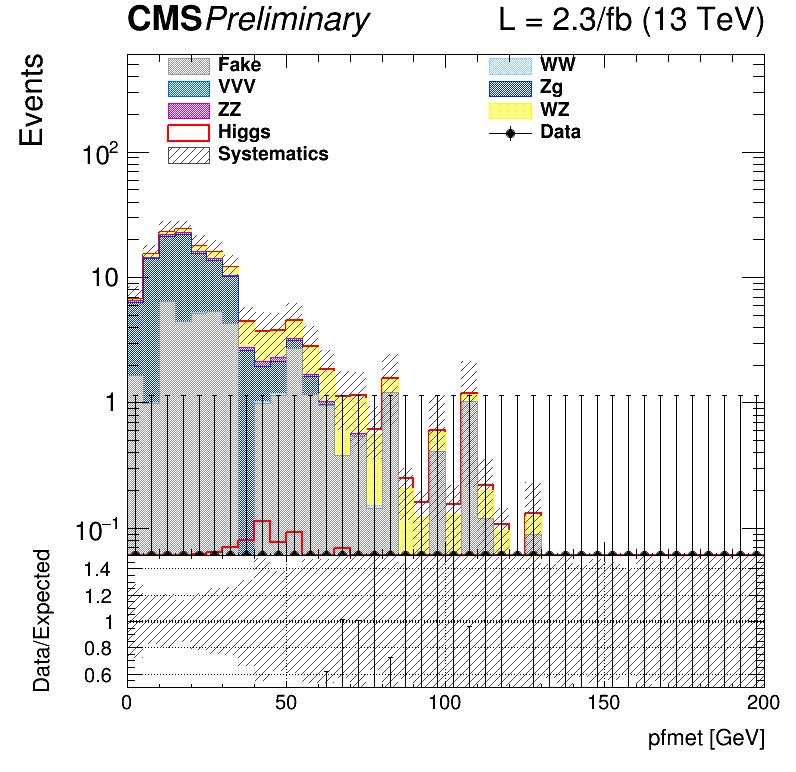 CMS Preliminary L = 2.3/fb (13 TeV)
Events
Fake WW
VVV Zg
ZZ WZ
Higgs Data
Systematics
10²
10
1
10⁻¹
Data/Expected
1.4
1.2
1
0.8
0.6
0 50 100 150 200
pfmet [GeV]